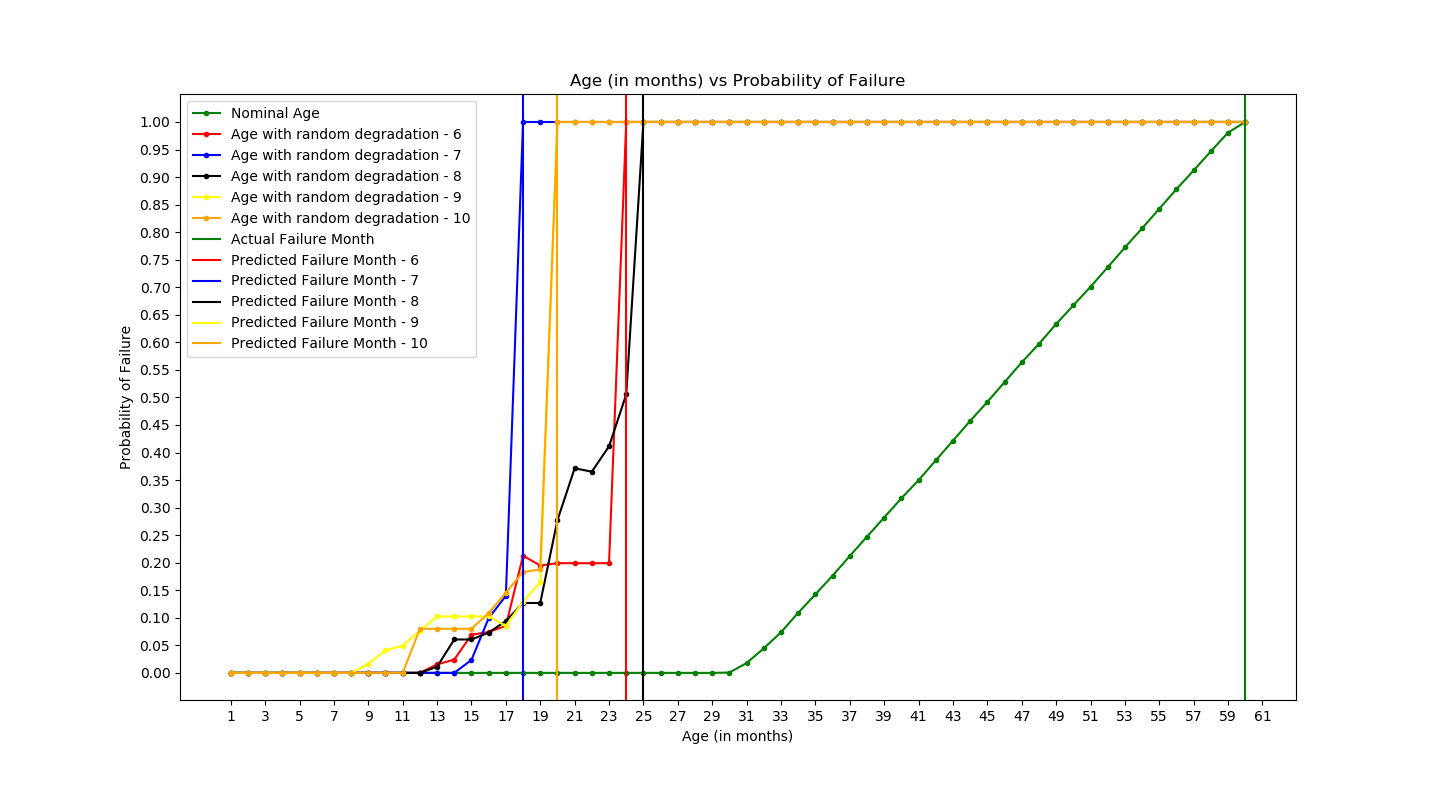 Age (in months) vs Probability of Failure
Nominal Age
Age with random degradation - 6
Age with random degradation - 7
Age with random degradation - 8
Age with random degradation - 9
Age with random degradation - 10
Actual Failure Month
Predicted Failure Month - 6
Predicted Failure Month - 7
Predicted Failure Month - 8
Predicted Failure Month - 9
Predicted Failure Month - 10
Probability of Failure
1.00
0.95
0.90
0.85
0.80
0.75
0.70
0.65
0.60
0.55
0.50
0.45
0.40
0.35
0.30
0.25
0.20
0.15
0.10
0.05
0.00
1 3 5 7 9 11 13 15 17 19 21 23 25 27 29 31 33 35 37 39 41 43 45 47 49 51 53 55 57 59 61
Age (in months)